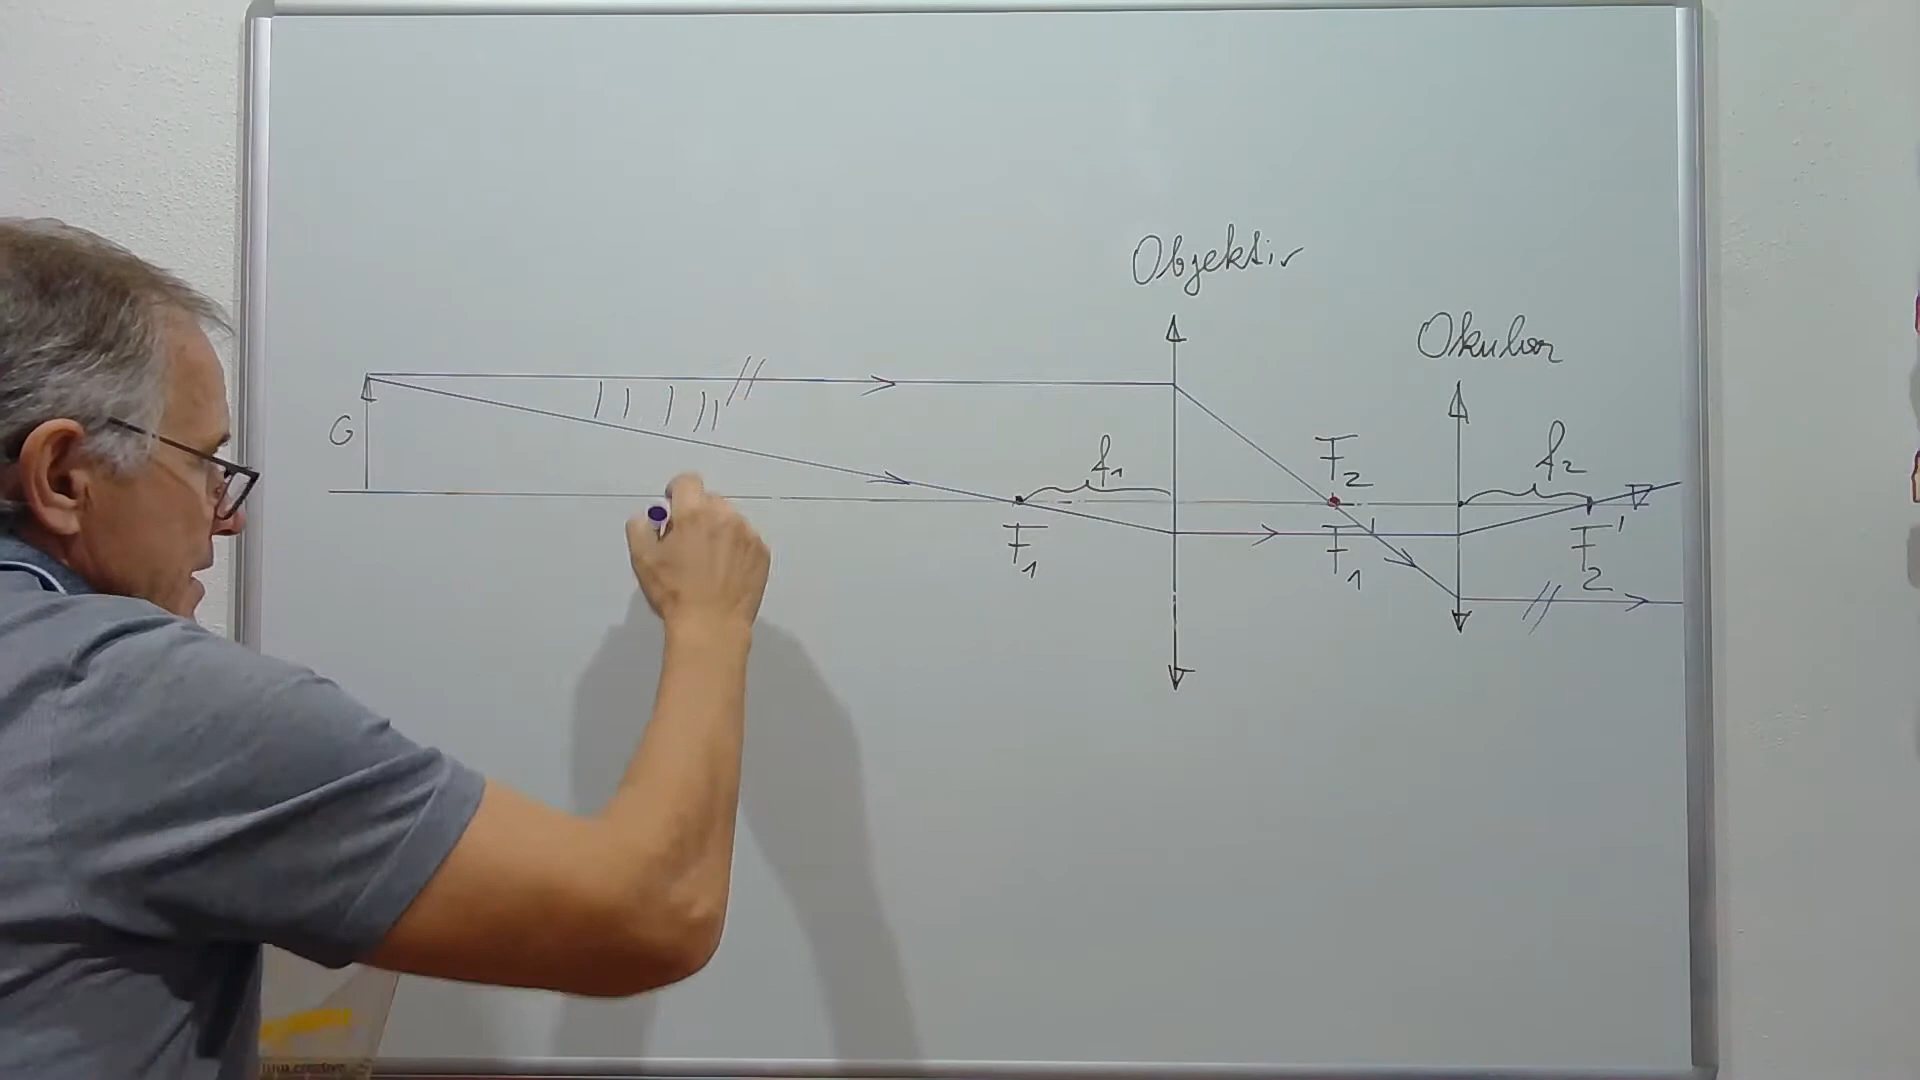 Objektiv
Okular
G
f₁
F₂
f₂
F₁
F₁'
F₂'